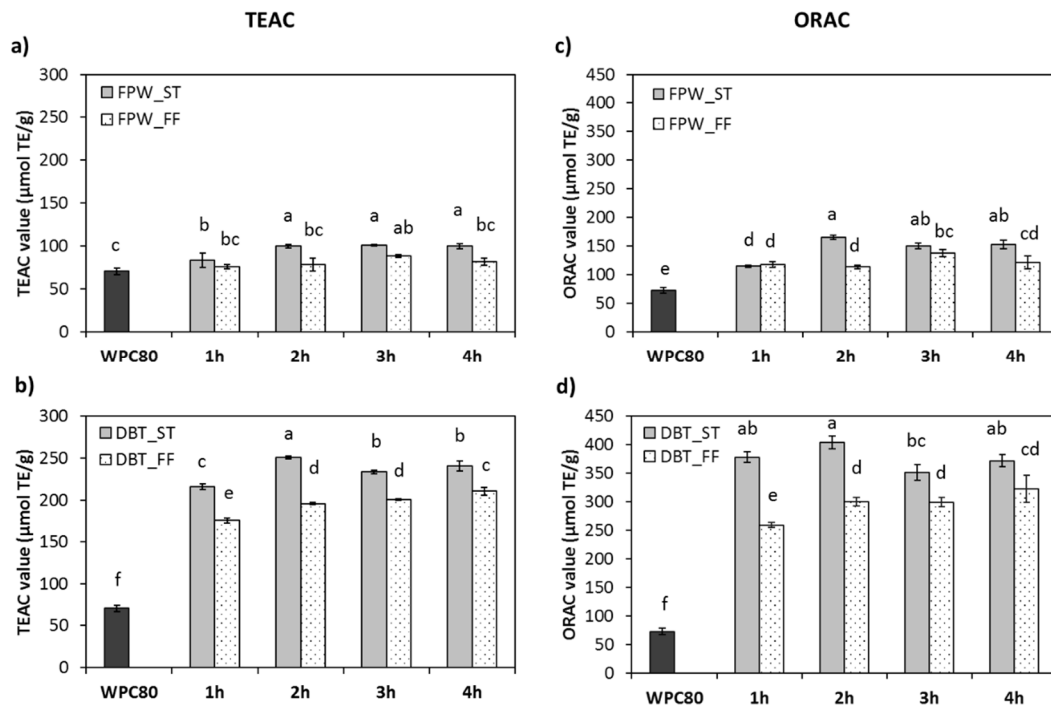 TEAC
a)
300
250
200
150
100
50
0
TEAC value (µmol TE/g)
FPW_ST
FPW_FF
c b bc a bc a ab a bc
WPC80 1h 2h 3h 4h
ORAC
c)
450
400
350
300
250
200
150
100
50
0
ORAC value (µmol TE/g)
FPW_ST
FPW_FF
e d d a d ab bc ab cd
WPC80 1h 2h 3h 4h
b)
300
250
200
150
100
50
0
TEAC value (µmol TE/g)
DBT_ST
DBT_FF
f c e a d b d b c
WPC80 1h 2h 3h 4h
d)
450
400
350
300
250
200
150
100
50
0
ORAC value (µmol TE/g)
DBT_ST
DBT_FF
f ab e a d bc d ab cd
WPC80 1h 2h 3h 4h